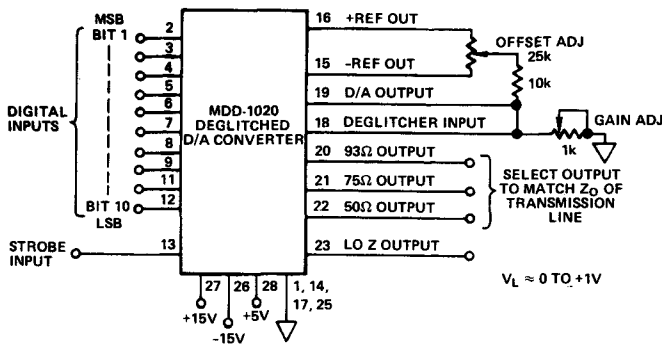 MSB
BIT 1
2
3
4
5
6
7
8
9
11
12
BIT 10
LSB
DIGITAL
INPUTS
STROBE
INPUT
13
MDD-1020
DEGLITCHED
D/A CONVERTER
16 +REF OUT
15 -REF OUT
19 D/A OUTPUT
18 DEGLITCHER INPUT
20 93Ω OUTPUT
21 75Ω OUTPUT
22 50Ω OUTPUT
23 LO Z OUTPUT
OFFSET ADJ
25k
10k
GAIN ADJ
1k
SELECT OUTPUT
TO MATCH ZO OF
TRANSMISSION
LINE
VL ≈ 0 TO +1V
27 26 28 1, 14,
17, 25
+15V
-15V
+5V